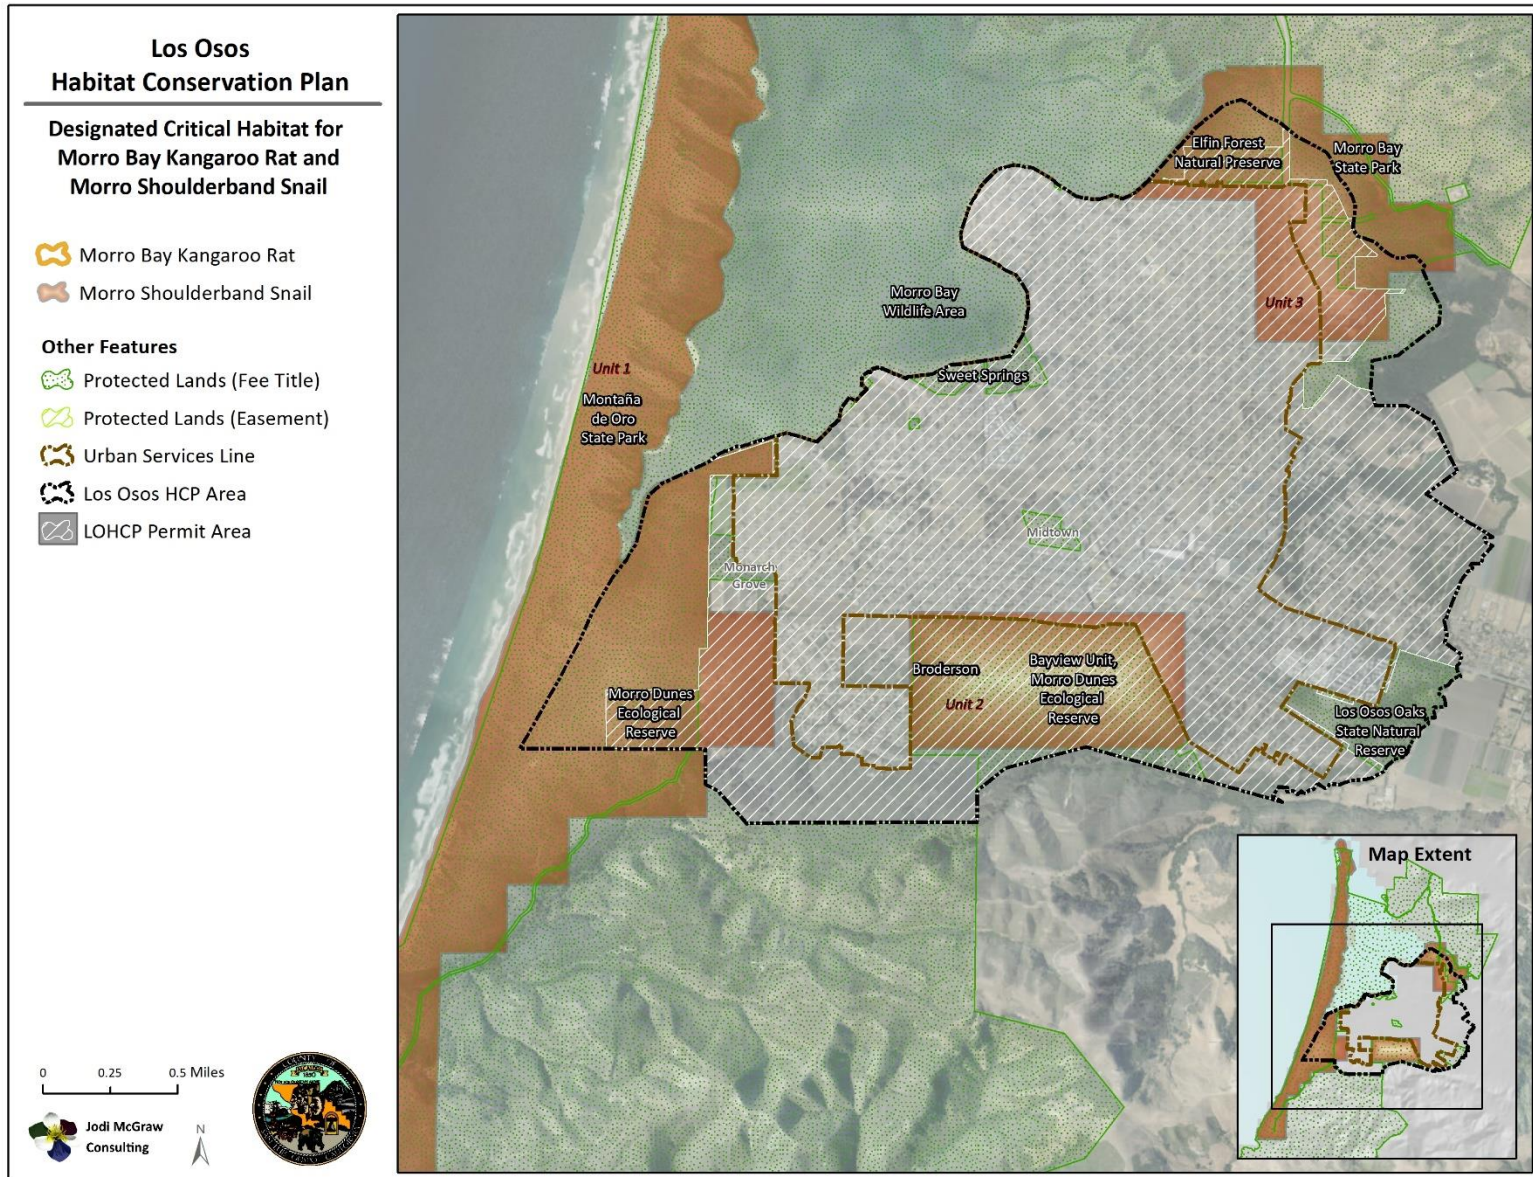 Los Osos
Habitat Conservation Plan
Designated Critical Habitat for
Morro Bay Kangaroo Rat and
Morro Shoulderband Snail
Morro Bay Kangaroo Rat
Morro Shoulderband Snail
Other Features
Protected Lands (Fee Title)
Protected Lands (Easement)
Urban Services Line
Los Osos HCP Area
LOHCP Permit Area
0 0.25 0.5 Miles
Jodi McGraw
Consulting
N
Elfin Forest
Natural Preserve
Morro Bay
State Park
Morro Bay
Wildlife Area
Unit 3
Unit 1
Montaña
de Oro
State Park
Sweet Springs
Midtown
Monarch
Grove
Broderson
Bayview Unit,
Morro Dunes
Ecological
Reserve
Unit 2
Morro Dunes
Ecological
Reserve
Los Osos Oaks
State Natural
Reserve
Map Extent